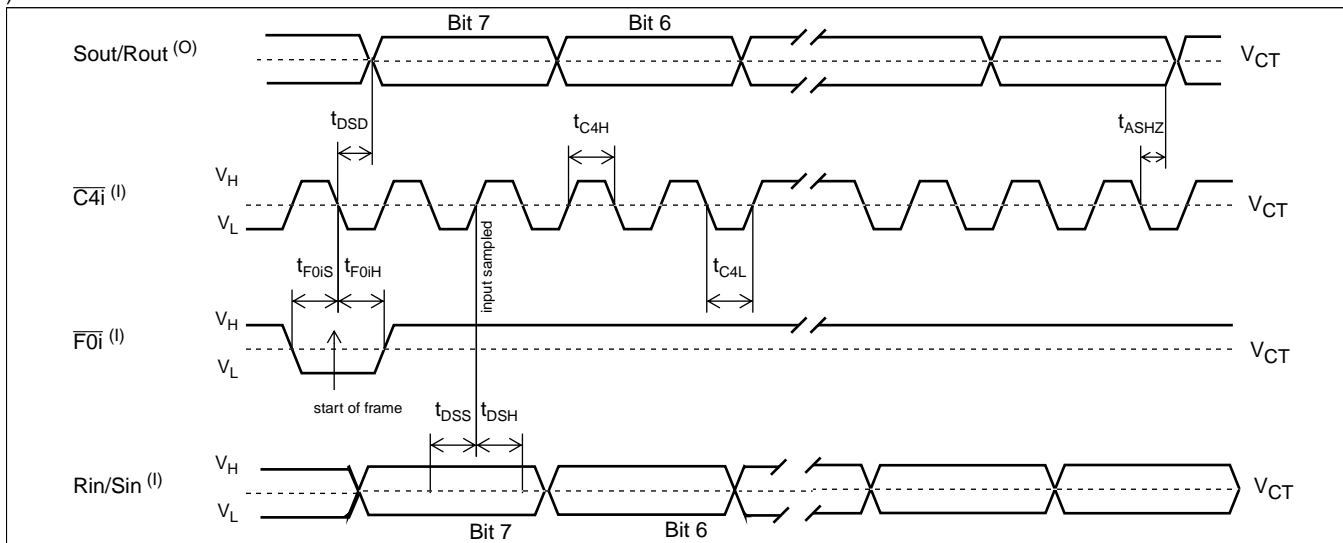 )
Bit 7 Bit 6
Sout/Rout (O) VCT
tDSD tC4H tASHZ
VH
C4i (I) VCT
VL
tF0iS tF0iH input sampled tC4L
VH
F0i (I) VCT
VL
start of frame
tDSS tDSH
VH
Rin/Sin (I) VCT
VL
Bit 7 Bit 6